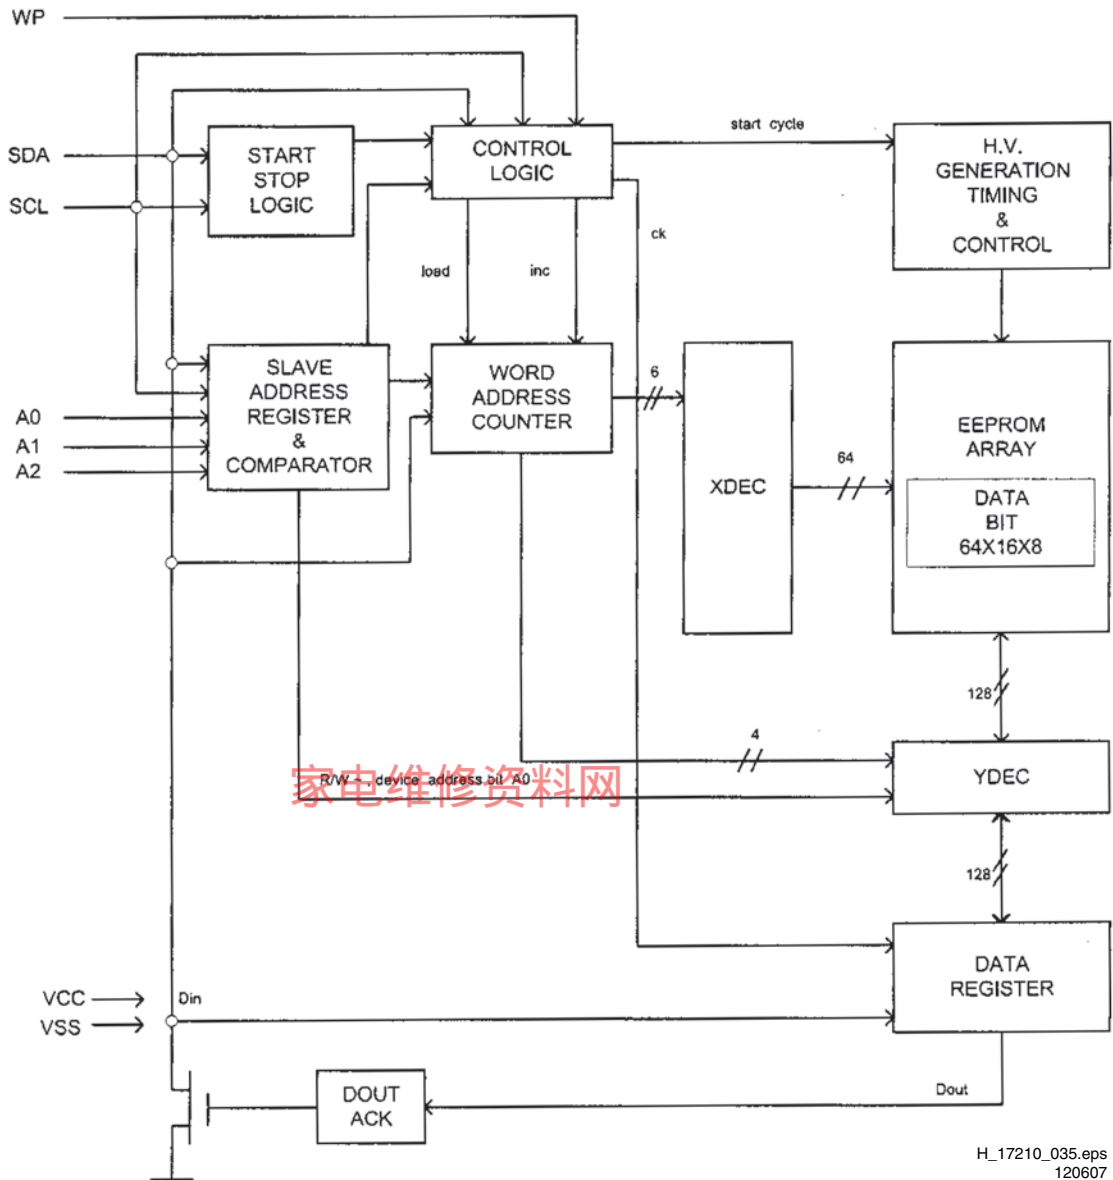 WP
SDA
SCL
START
STOP
LOGIC
CONTROL
LOGIC
start cycle
H.V.
GENERATION
TIMING
&
CONTROL
ck
load
inc
A0
A1
A2
SLAVE
ADDRESS
REGISTER
&
COMPARATOR
WORD
ADDRESS
COUNTER
6
XDEC
64
EEPROM
ARRAY
DATA
BIT
64X16X8
128
4
R/W ~, device address bit A0
家电维修资料网
YDEC
128
DATA
REGISTER
VCC
VSS
Din
DOUT
ACK
Dout
H_17210_035.eps
120607